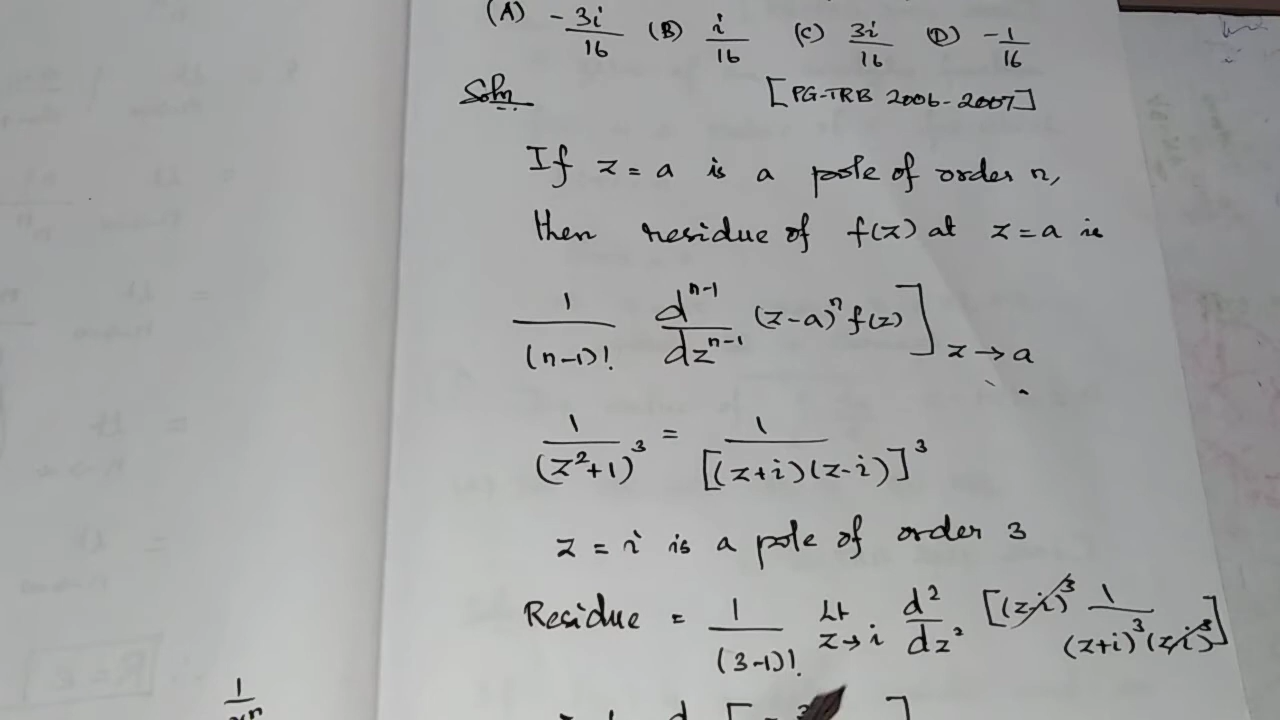 (A) -3i/16 (B) i/16 (C) 3i/16 (D) -1/16
Soln [PG-TRB 2006-2007]
If z = a is a pole of order n,
then residue of f(z) at z = a is
1/(n-1)! d^(n-1)/dz^(n-1) (z-a)^n f(z)]z→a
1/(z²+1)³ = 1/[(z+i)(z-i)]³
z = i is a pole of order 3
Residue = 1/(3-1)! Lt z→i d²/dz² [(z-i)³ 1/(z+i)³(z-i)³]